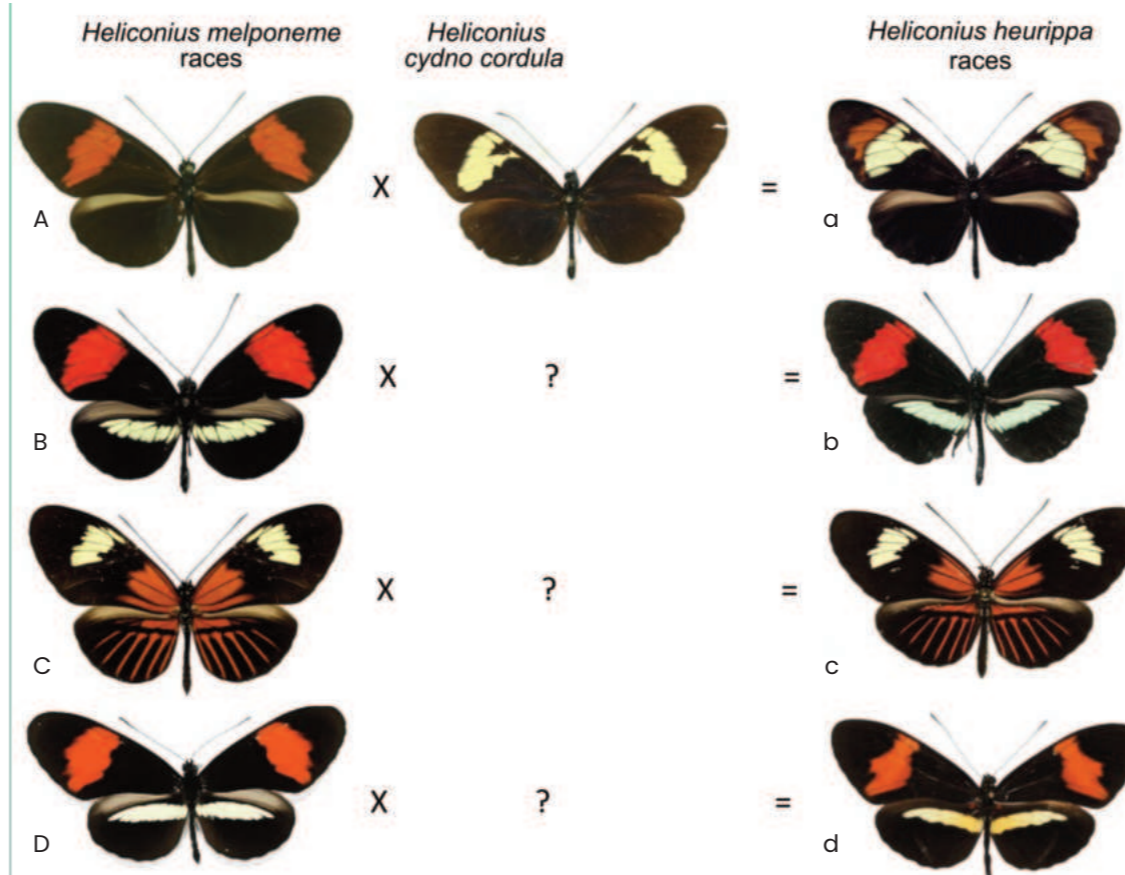 Heliconius melponeme
races
Heliconius
cydno cordula
Heliconius heurippa
races
A
X
=
a
B
X
?
=
b
C
X
?
=
c
D
X
?
=
d